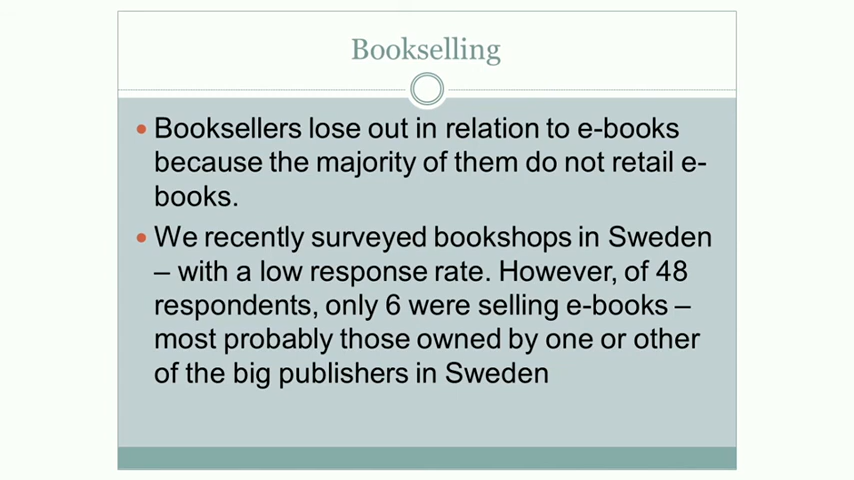 Bookselling
• Booksellers lose out in relation to e-books
because the majority of them do not retail e-
books.
• We recently surveyed bookshops in Sweden
– with a low response rate. However, of 48
respondents, only 6 were selling e-books –
most probably those owned by one or other
of the big publishers in Sweden